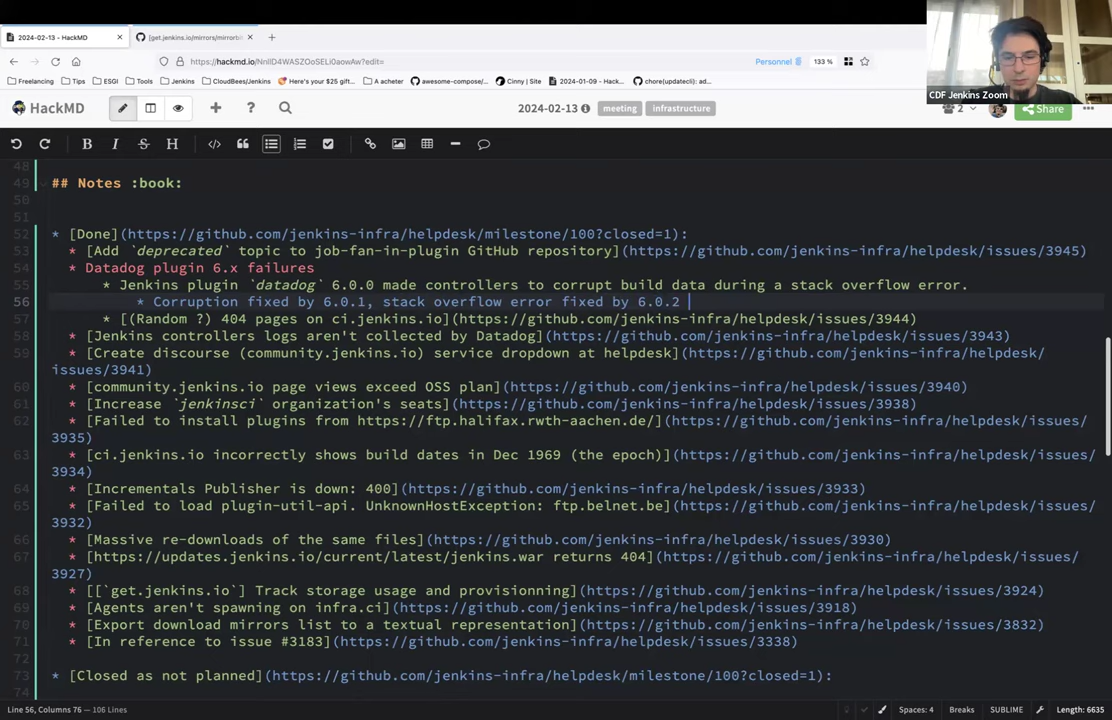 2024-02-13 - HackMD
[get.jenkins.io/mirrors/mirrorbi
https://hackmd.io/NnIlD4WASZOoSELi0aowAw?edit=
Personnel
133 %
Freelancing
Tips
ESGI
Tools
Jenkins
CloudBees/Jenkins
Here's your $25 gift...
A acheter
awesome-compose/...
Cinny | Site
2024-01-09 - Hack...
chore(updatecli): ad...
CDF Jenkins Zoom
HackMD
2024-02-13
meeting
infrastructure
2
Share
48
49 ## Notes :book:
50
51
52 * [Done](https://github.com/jenkins-infra/helpdesk/milestone/100?closed=1):
53 * [Add `deprecated` topic to job-fan-in-plugin GitHub repository](https://github.com/jenkins-infra/helpdesk/issues/3945)
54 * Datadog plugin 6.x failures
55 * Jenkins plugin `datadog` 6.0.0 made controllers to corrupt build data during a stack overflow error.
56 * Corruption fixed by 6.0.1, stack overflow error fixed by 6.0.2
57 * [(Random ?) 404 pages on ci.jenkins.io](https://github.com/jenkins-infra/helpdesk/issues/3944)
58 * [Jenkins controllers logs aren't collected by Datadog](https://github.com/jenkins-infra/helpdesk/issues/3943)
59 * [Create discourse (community.jenkins.io) service dropdown at helpdesk](https://github.com/jenkins-infra/helpdesk/
issues/3941)
60 * [community.jenkins.io page views exceed OSS plan](https://github.com/jenkins-infra/helpdesk/issues/3940)
61 * [Increase `jenkinsci` organization's seats](https://github.com/jenkins-infra/helpdesk/issues/3938)
62 * [Failed to install plugins from https://ftp.halifax.rwth-aachen.de/](https://github.com/jenkins-infra/helpdesk/issues/
3935)
63 * [ci.jenkins.io incorrectly shows build dates in Dec 1969 (the epoch)](https://github.com/jenkins-infra/helpdesk/issues/
3934)
64 * [Incrementals Publisher is down: 400](https://github.com/jenkins-infra/helpdesk/issues/3933)
65 * [Failed to load plugin-util-api. UnknownHostException: ftp.belnet.be](https://github.com/jenkins-infra/helpdesk/issues/
3932)
66 * [Massive re-downloads of the same files](https://github.com/jenkins-infra/helpdesk/issues/3930)
67 * [https://updates.jenkins.io/current/latest/jenkins.war returns 404](https://github.com/jenkins-infra/helpdesk/issues/
3927)
68 * [[`get.jenkins.io`] Track storage usage and provisionning](https://github.com/jenkins-infra/helpdesk/issues/3924)
69 * [Agents aren't spawning on infra.ci](https://github.com/jenkins-infra/helpdesk/issues/3918)
70 * [Export download mirrors list to a textual representation](https://github.com/jenkins-infra/helpdesk/issues/3832)
71 * [In reference to issue #3183](https://github.com/jenkins-infra/helpdesk/issues/3338)
72
73 * [Closed as not planned](https://github.com/jenkins-infra/helpdesk/milestone/100?closed=1):
74
Line 56, Columns 76 — 106 Lines
Spaces: 4
Breaks
SUBLIME
Length: 6635